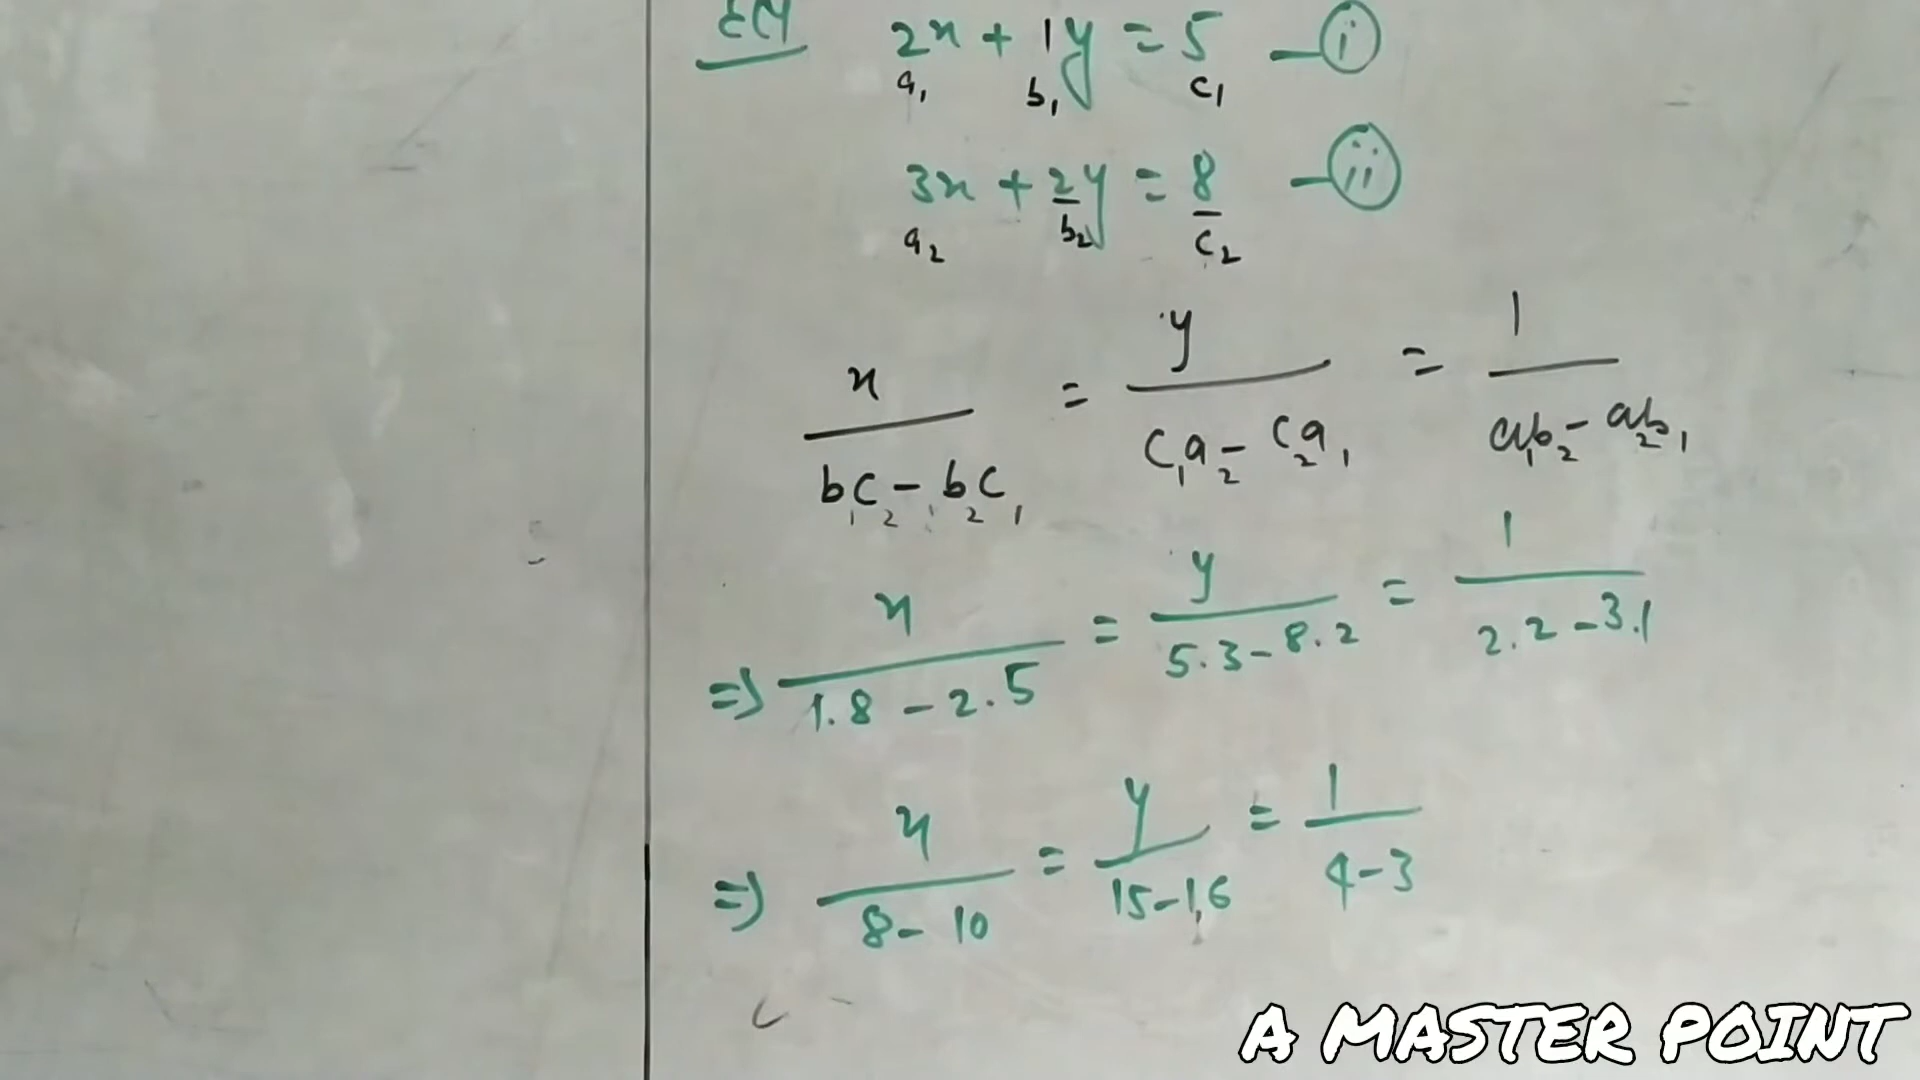 हल 2x + 1y = 5 —(i)
a₁ b₁ c₁
3x + 2y = 8 —(ii)
a₂ b₂ c₂
x/(b₁c₂ - b₂c₁) = y/(c₁a₂ - c₂a₁) = 1/(a₁b₂ - a₂b₁)
=> x/(1.8 - 2.5) = y/(5.3 - 8.2) = 1/(2.2 - 3.1)
=> x/(8 - 10) = y/(15 - 16) = 1/(4 - 3)
A MASTER POINT